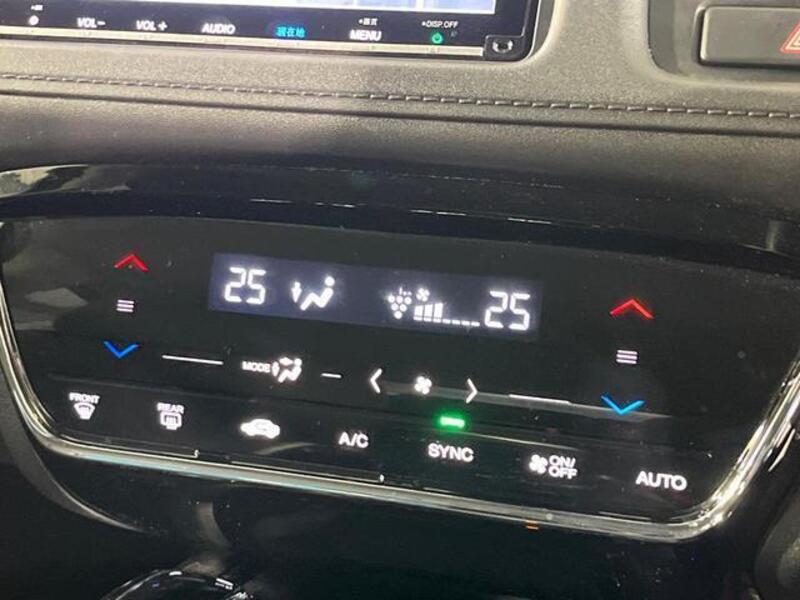 VOL−
VOL+
AUDIO
現在地
MENU
DISP.OFF
25
25
MODE
FRONT
REAR
A/C
SYNC
ON/
OFF
AUTO